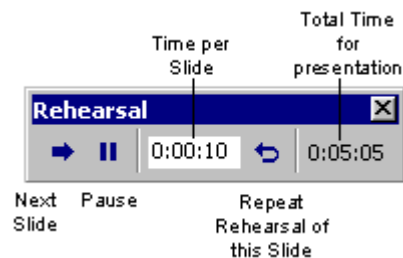 Total Time
for
presentation
Time per
Slide
Rehearsal
0:00:10
0:05:05
Next
Slide
Pause
Repeat
Rehearsal of
this Slide